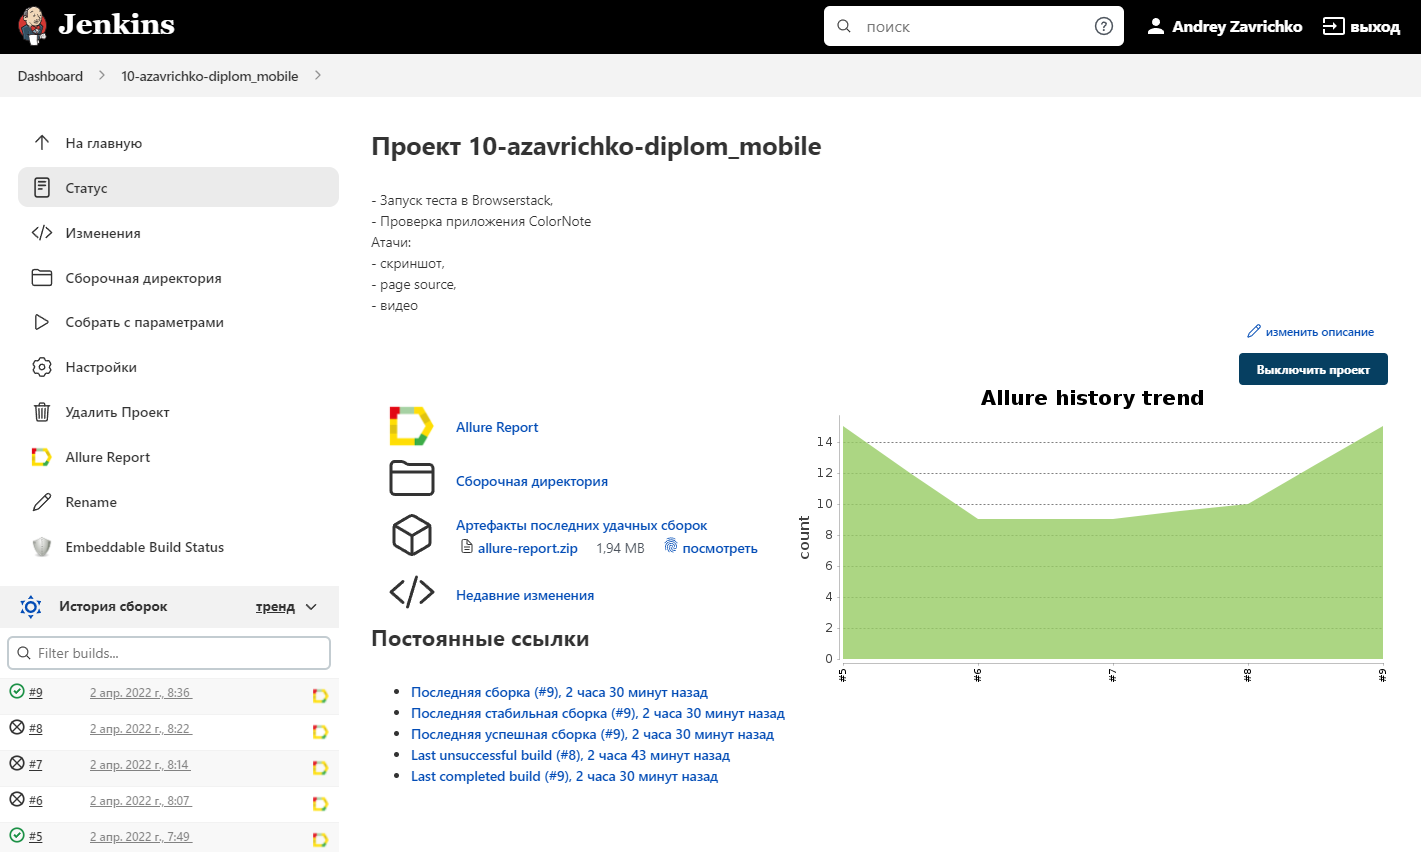 Jenkins
поиск
Andrey Zavrichko
выход
Dashboard
10-azavrichko-diplom_mobile
На главную
Статус
Изменения
Сборочная директория
Собрать с параметрами
Настройки
Удалить Проект
Allure Report
Rename
Embeddable Build Status
История сборок
тренд
Filter builds...
#9 2 апр. 2022 г., 8:36
#8 2 апр. 2022 г., 8:22
#7 2 апр. 2022 г., 8:14
#6 2 апр. 2022 г., 8:07
#5 2 апр. 2022 г., 7:49
Проект 10-azavrichko-diplom_mobile
- Запуск теста в Browserstack,
- Проверка приложения ColorNote
Атачи:
- скриншот,
- page source,
- видео
изменить описание
Выключить проект
Allure Report
Сборочная директория
Артефакты последних удачных сборок
allure-report.zip 1,94 MB посмотреть
Недавние изменения
Allure history trend
count
14
12
10
8
6
4
2
0
#5 #6 #7 #8 #9
Постоянные ссылки
Последняя сборка (#9), 2 часа 30 минут назад
Последняя стабильная сборка (#9), 2 часа 30 минут назад
Последняя успешная сборка (#9), 2 часа 30 минут назад
Last unsuccessful build (#8), 2 часа 43 минут назад
Last completed build (#9), 2 часа 30 минут назад